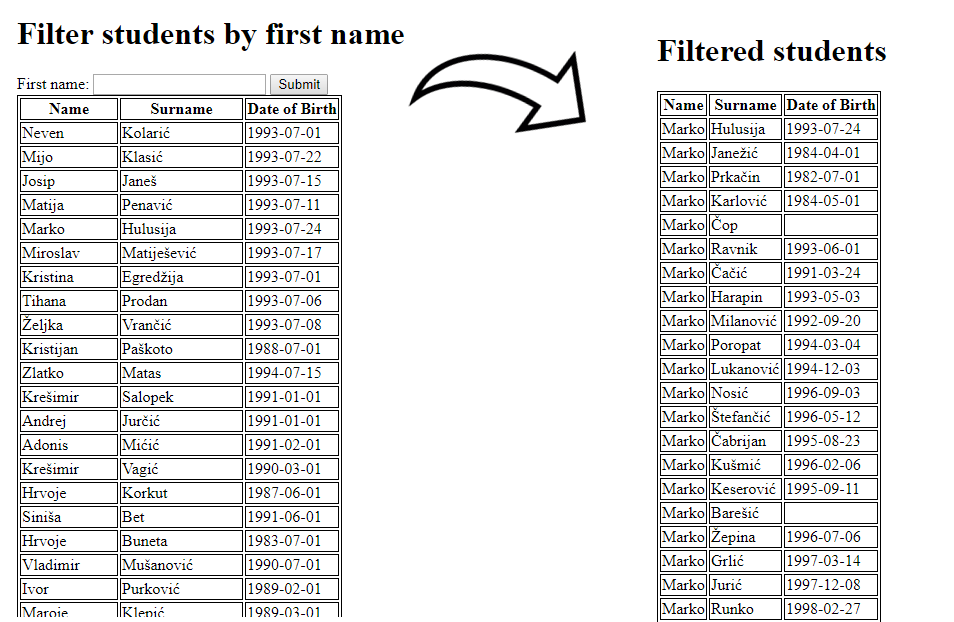 Filter students by first name
First name: Submit
Name Surname Date of Birth
Neven Kolarić 1993-07-01
Mijo Klasić 1993-07-22
Josip Janeš 1993-07-15
Matija Penavić 1993-07-11
Marko Hulusija 1993-07-24
Miroslav Matiješević 1993-07-17
Kristina Egredžija 1993-07-01
Tihana Prodan 1993-07-06
Željka Vrančić 1993-07-08
Kristijan Paškoto 1988-07-01
Zlatko Matas 1994-07-15
Krešimir Salopek 1991-01-01
Andrej Jurčić 1991-01-01
Adonis Mićić 1991-02-01
Krešimir Vagić 1990-03-01
Hrvoje Korkut 1987-06-01
Siniša Bet 1991-06-01
Hrvoje Buneta 1983-07-01
Vladimir Mušanović 1990-07-01
Ivor Purković 1989-02-01
Maroje Klepić 1989-03-01
Filtered students
Name Surname Date of Birth
Marko Hulusija 1993-07-24
Marko Janežić 1984-04-01
Marko Prkačin 1982-07-01
Marko Karlović 1984-05-01
Marko Čop
Marko Ravnik 1993-06-01
Marko Čačić 1991-03-24
Marko Harapin 1993-05-03
Marko Milanović 1992-09-20
Marko Poropat 1994-03-04
Marko Lukanović 1994-12-03
Marko Nosić 1996-09-03
Marko Štefančić 1996-05-12
Marko Čabrijan 1995-08-23
Marko Kušmić 1996-02-06
Marko Keserović 1995-09-11
Marko Barešić
Marko Žepina 1996-07-06
Marko Grlić 1997-03-14
Marko Jurić 1997-12-08
Marko Runko 1998-02-27